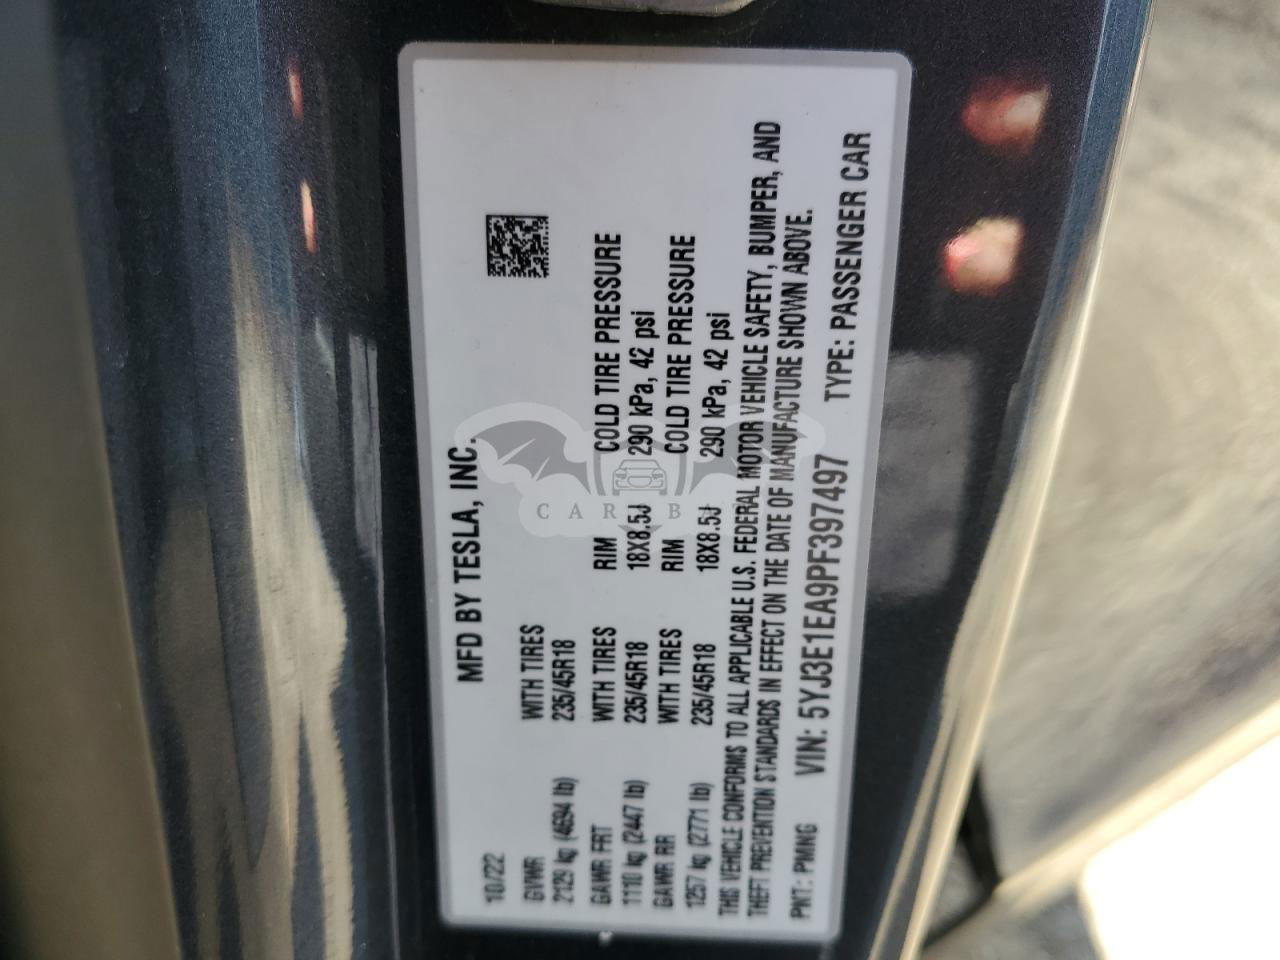 MFD BY TESLA, INC.
10/22
GVWR WITH TIRES
2129 kg (4694 lb) 235/45R18
GAWR FRT WITH TIRES RIM COLD TIRE PRESSURE
1110 kg (2447 lb) 235/45R18 18X8.5J 290 kPa, 42 psi
GAWR RR WITH TIRES RIM COLD TIRE PRESSURE
1257 kg (2771 lb) 235/45R18 18X8.5J 290 kPa, 42 psi
THIS VEHICLE CONFORMS TO ALL APPLICABLE U.S. FEDERAL MOTOR VEHICLE SAFETY, BUMPER, AND
THEFT PREVENTION STANDARDS IN EFFECT ON THE DATE OF MANUFACTURE SHOWN ABOVE.
PNT: PMNG VIN: 5YJ3E1EA9PF397497 TYPE: PASSENGER CAR